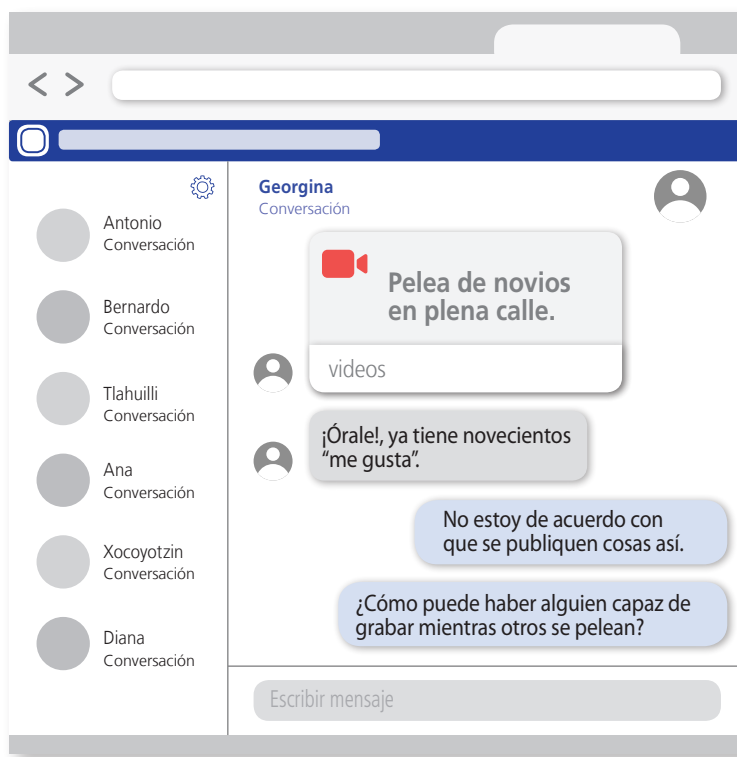 Antonio
Conversación
Bernardo
Conversación
Tlahuilli
Conversación
Ana
Conversación
Xocoyotzin
Conversación
Diana
Conversación
Georgina
Conversación
Pelea de novios
en plena calle.
videos
¡Órale!, ya tiene novecientos
“me gusta”.
No estoy de acuerdo con
que se publiquen cosas así.
¿Cómo puede haber alguien capaz de
grabar mientras otros se pelean?
Escribir mensaje